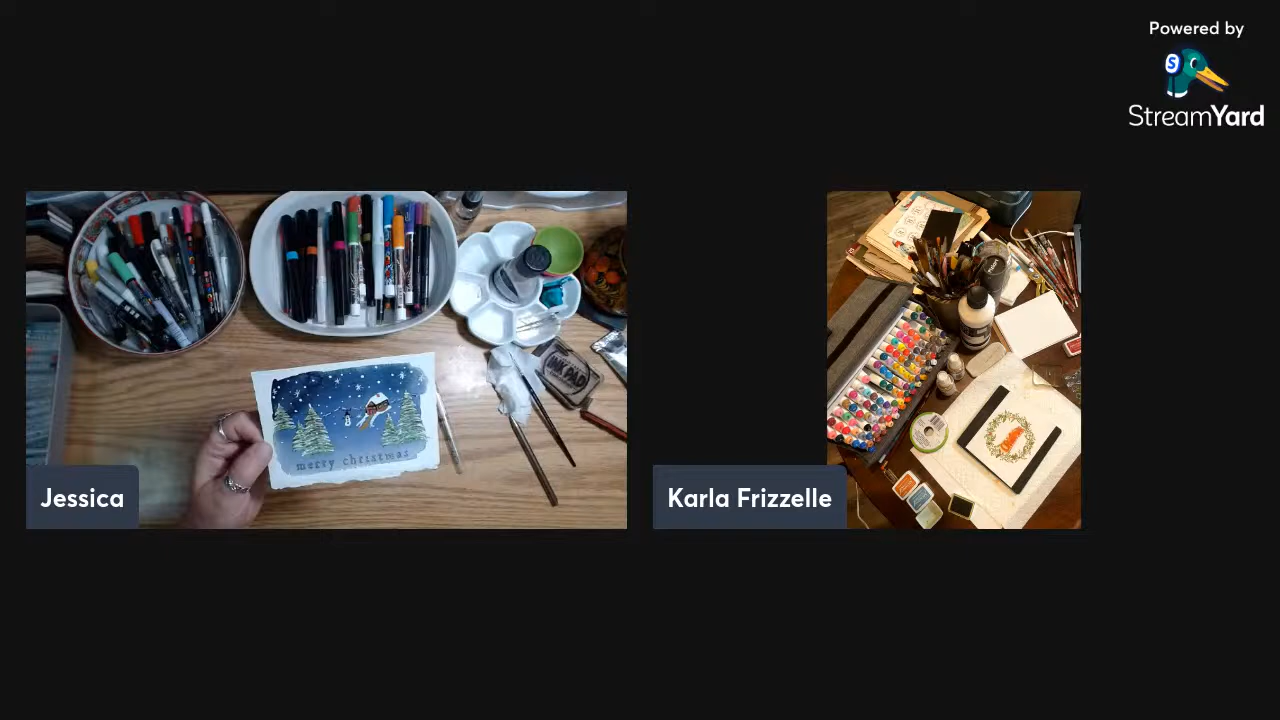 Powered by
S
StreamYard
INK PAD
merry christmas
Jessica
Karla Frizzelle